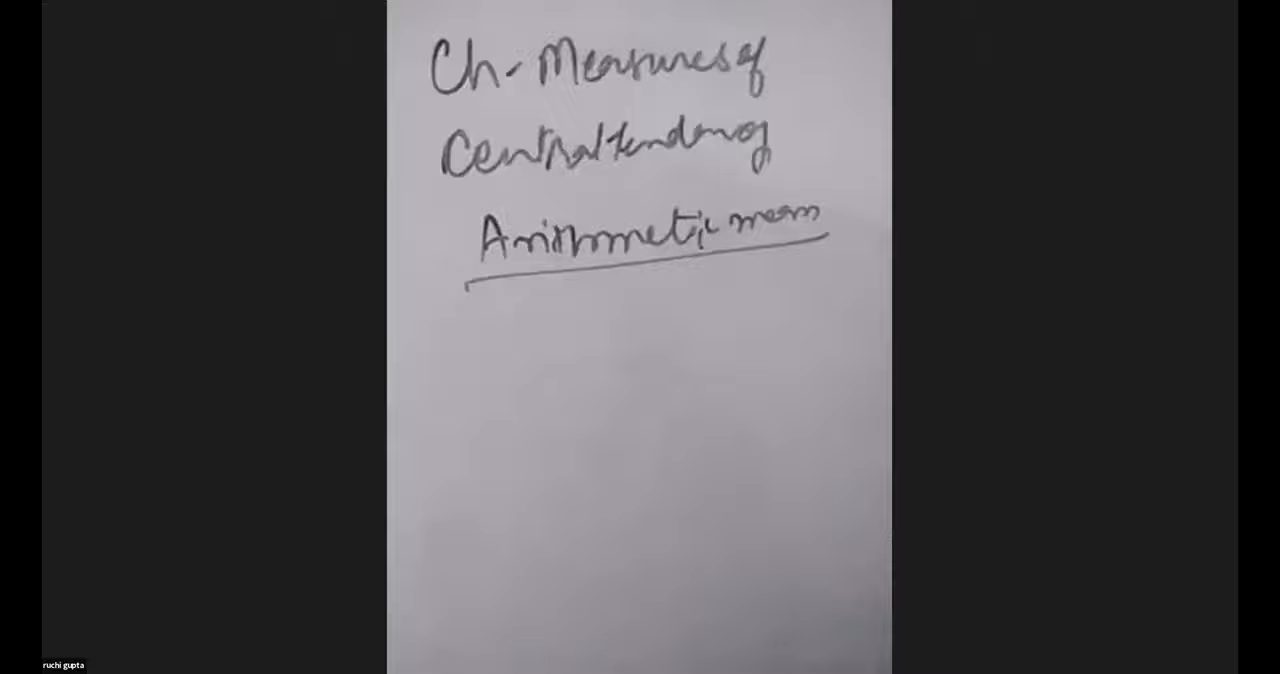 Ch- Measures of
Central tendency
Arithmetic mean
ruchi gupta